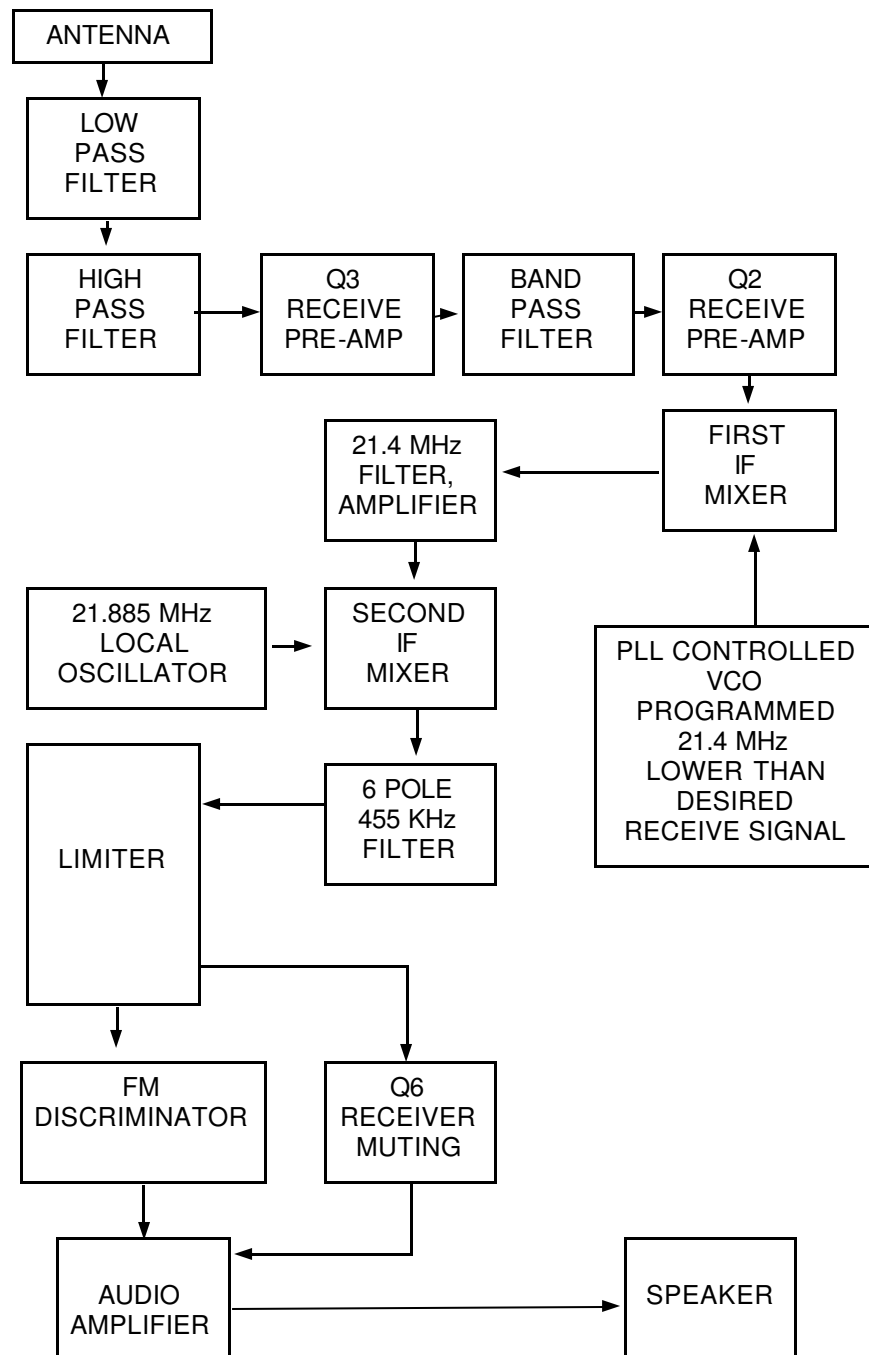 ANTENNA
LOW
PASS
FILTER
HIGH
PASS
FILTER
Q3
RECEIVE
PRE-AMP
BAND
PASS
FILTER
Q2
RECEIVE
PRE-AMP
FIRST
IF
MIXER
21.4 MHz
FILTER,
AMPLIFIER
21.885 MHz
LOCAL
OSCILLATOR
SECOND
IF
MIXER
PLL CONTROLLED
VCO
PROGRAMMED
21.4 MHz
LOWER THAN
DESIRED
RECEIVE SIGNAL
6 POLE
455 KHz
FILTER
LIMITER
FM
DISCRIMINATOR
Q6
RECEIVER
MUTING
AUDIO
AMPLIFIER
SPEAKER